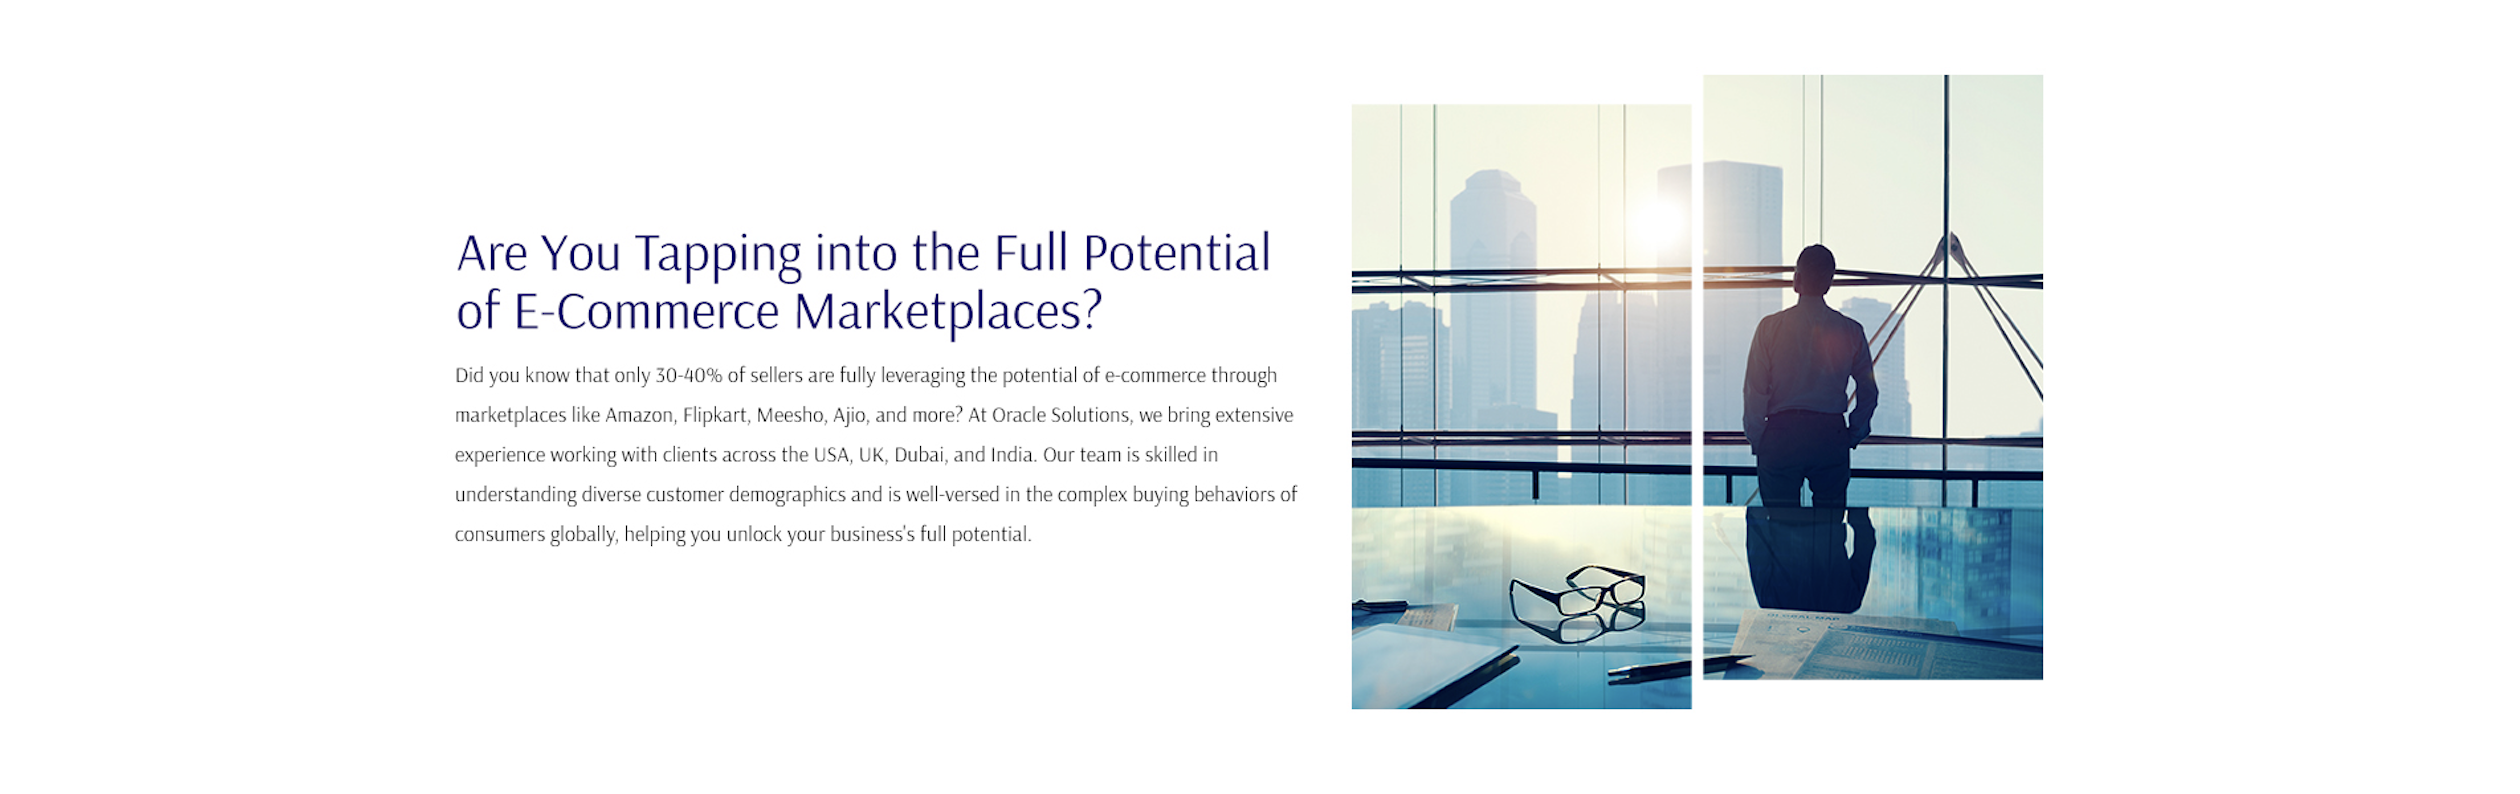 Are You Tapping into the Full Potential
of E-Commerce Marketplaces?
Did you know that only 30-40% of sellers are fully leveraging the potential of e-commerce through
marketplaces like Amazon, Flipkart, Meesho, Ajio, and more? At Oracle Solutions, we bring extensive
experience working with clients across the USA, UK, Dubai, and India. Our team is skilled in
understanding diverse customer demographics and is well-versed in the complex buying behaviors of
consumers globally, helping you unlock your business's full potential.
GLOBAL MAP